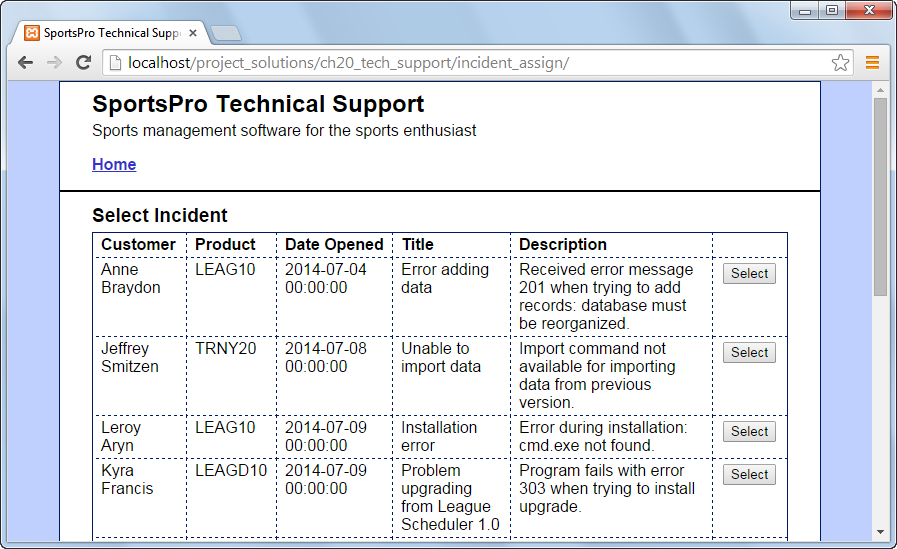 SportsPro Technical Supp
localhost/project_solutions/ch20_tech_support/incident_assign/
SportsPro Technical Support
Sports management software for the sports enthusiast
Home
Select Incident
Customer Product Date Opened Title Description
Anne LEAG10 2014-07-04 Error adding Received error message Select
Braydon 00:00:00 data 201 when trying to add
records: database must
be reorganized.
Jeffrey TRNY20 2014-07-08 Unable to Import command not Select
Smitzen 00:00:00 import data available for importing
data from previous
version.
Leroy LEAG10 2014-07-09 Installation Error during installation: Select
Aryn 00:00:00 error cmd.exe not found.
Kyra LEAGD10 2014-07-09 Problem Program fails with error Select
Francis 00:00:00 upgrading 303 when trying to install
from League upgrade.
Scheduler 1.0